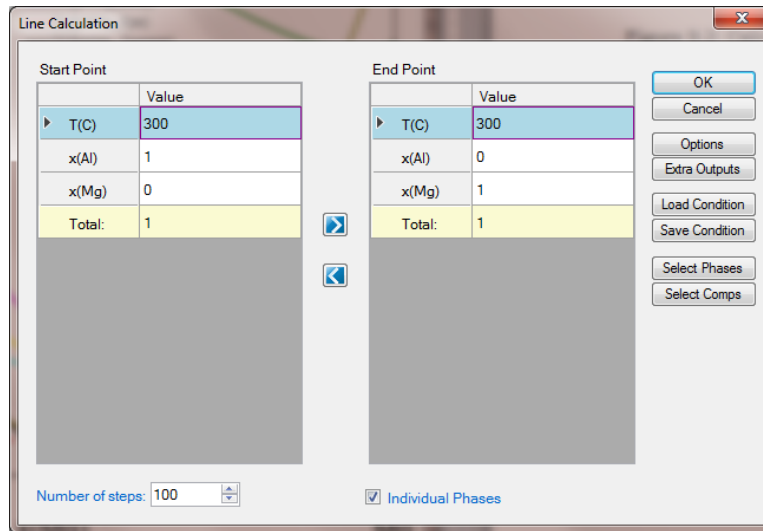 Line Calculation
Start Point
Value
T(C) 300
x(Al) 1
x(Mg) 0
Total: 1
End Point
Value
T(C) 300
x(Al) 0
x(Mg) 1
Total: 1
OK
Cancel
Options
Extra Outputs
Load Condition
Save Condition
Select Phases
Select Comps
Number of steps: 100
Individual Phases